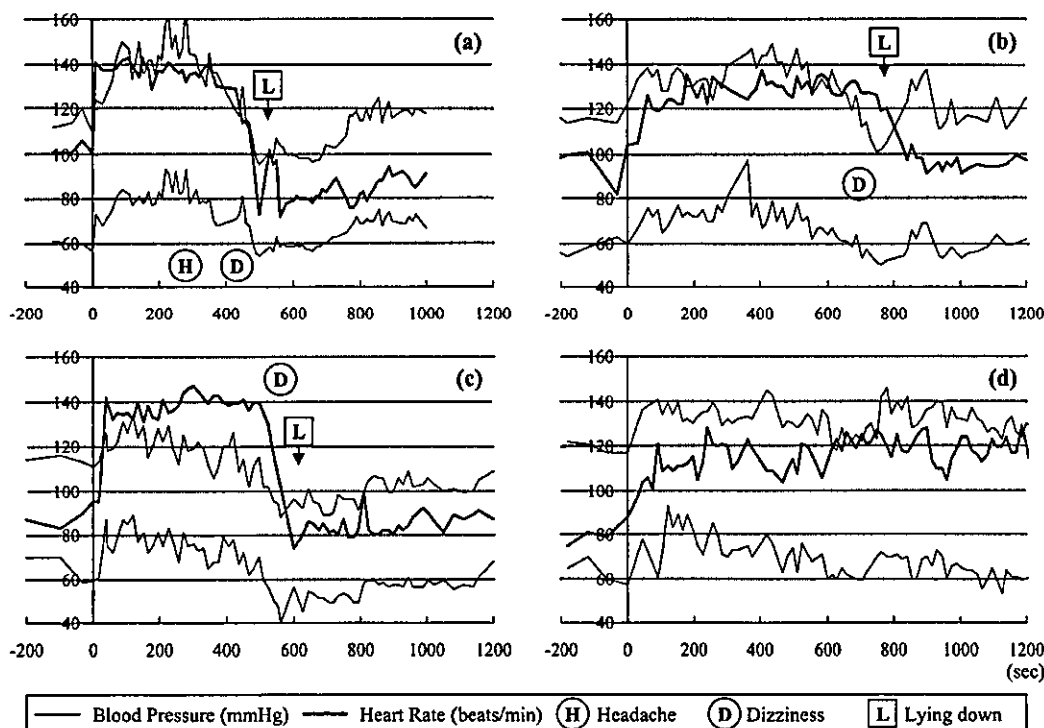 160 (a) 160 (b)
140 L 140 L
120 120
100 100
80 80 D
60 H D 60
40 40
-200 0 200 400 600 800 1000 1200 -200 0 200 400 600 800 1000 1200
160 D (c) 160 (d)
140 L 140
120 120
100 100
80 80
60 60
40 40
-200 0 200 400 600 800 1000 1200 -200 0 200 400 600 800 1000 1200
(sec)
Blood Pressure (mmHg) Heart Rate (beats/min) H Headache D Dizziness L Lying down